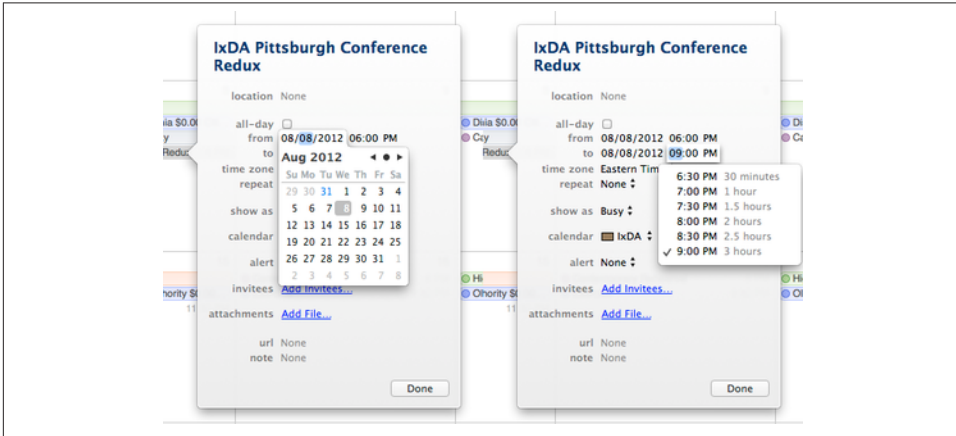 IxDA Pittsburgh Conference
Redux
location None
all-day
from 08/08/2012 06:00 PM
to
Aug 2012
Su Mo Tu We Th Fr Sa
29 30 31 1 2 3 4
5 6 7 8 9 10 11
12 13 14 15 16 17 18
19 20 21 22 23 24 25
26 27 28 29 30 31 1
2 3 4 5 6 7 8
time zone
repeat
show as
calendar
alert
invitees Add Invitees...
attachments Add File...
url None
note None
Done
Redux
IxDA Pittsburgh Conference
Redux
location None
all-day
from 08/08/2012 06:00 PM
to 08/08/2012 09:00 PM
time zone Eastern Tim
repeat None
show as Busy
calendar IxDA
alert None
6:30 PM 30 minutes
7:00 PM 1 hour
7:30 PM 1.5 hours
8:00 PM 2 hours
8:30 PM 2.5 hours
✓ 9:00 PM 3 hours
invitees Add Invitees...
attachments Add File...
url None
note None
Done